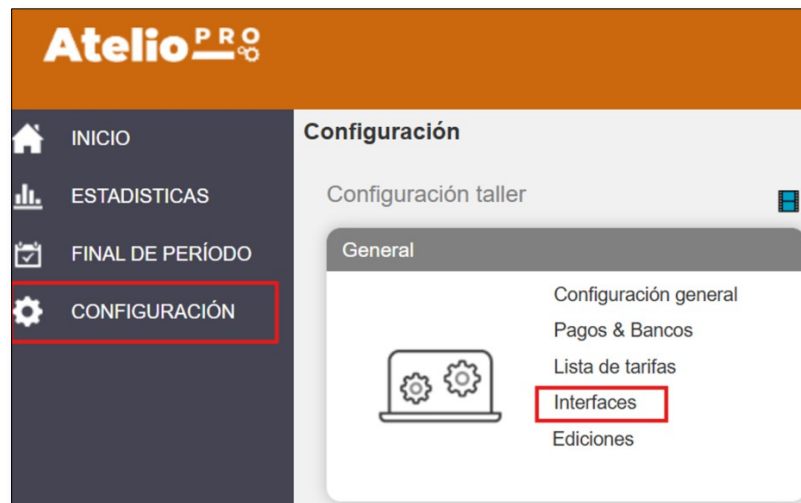 Atelio PRO
INICIO
ESTADISTICAS
FINAL DE PERÍODO
CONFIGURACIÓN
Configuración
Configuración taller
General
Configuración general
Pagos & Bancos
Lista de tarifas
Interfaces
Ediciones